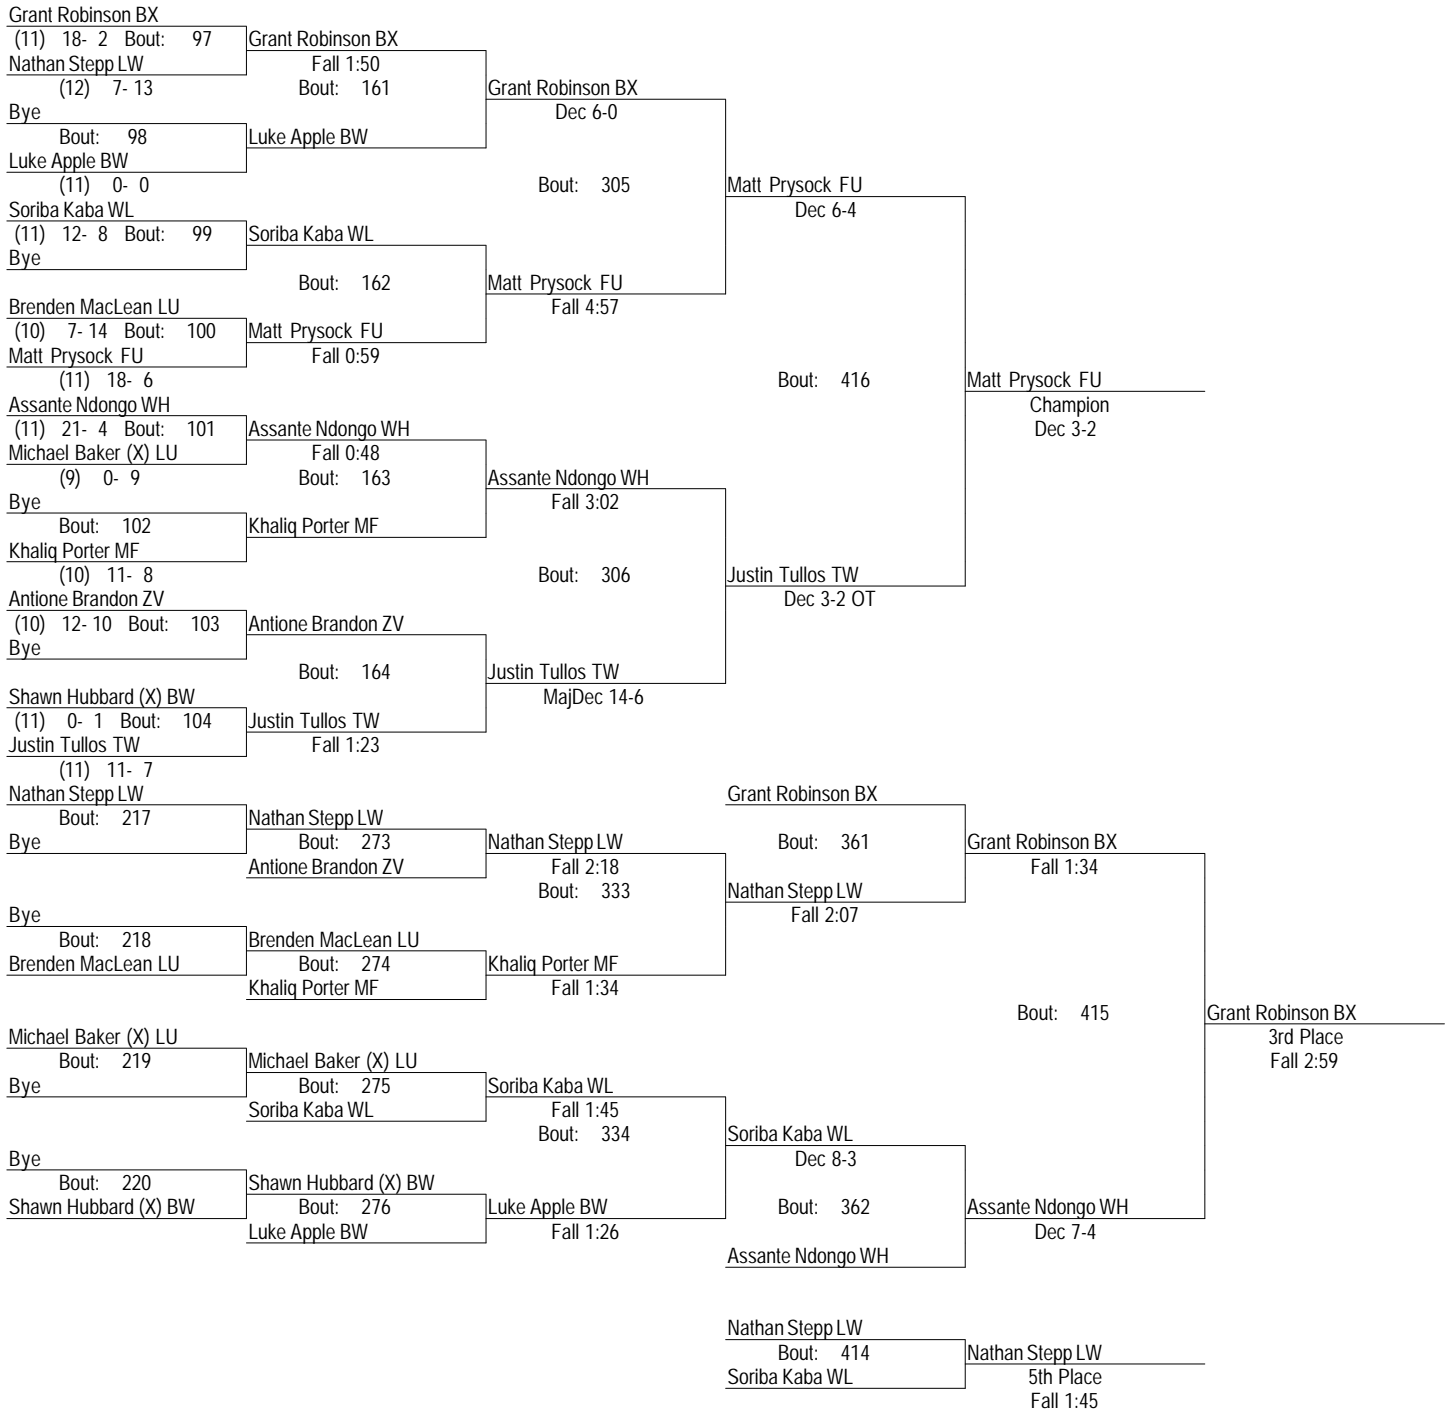 Grant Robinson BX
(11) 18- 2 Bout: 97 Grant Robinson BX
Nathan Stepp LW Fall 1:50
(12) 7- 13 Bout: 161 Grant Robinson BX
Bye Dec 6-0
Bout: 98 Luke Apple BW
Luke Apple BW
(11) 0- 0 Bout: 305 Matt Prysock FU
Soriba Kaba WL Dec 6-4
(11) 12- 8 Bout: 99 Soriba Kaba WL
Bye
Bout: 162 Matt Prysock FU
Brenden MacLean LU Fall 4:57
(10) 7- 14 Bout: 100 Matt Prysock FU
Matt Prysock FU Fall 0:59
(11) 18- 6 Bout: 416 Matt Prysock FU
Assante Ndongo WH Champion
(11) 21- 4 Bout: 101 Assante Ndongo WH Dec 3-2
Michael Baker (X) LU Fall 0:48
(9) 0- 9 Bout: 163 Assante Ndongo WH
Bye Fall 3:02
Bout: 102 Khaliq Porter MF
Khaliq Porter MF
(10) 11- 8 Bout: 306 Justin Tullos TW
Antione Brandon ZV Dec 3-2 OT
(10) 12- 10 Bout: 103 Antione Brandon ZV
Bye
Bout: 164 Justin Tullos TW
Shawn Hubbard (X) BW MajDec 14-6
(11) 0- 1 Bout: 104 Justin Tullos TW
Justin Tullos TW Fall 1:23
(11) 11- 7
Nathan Stepp LW Grant Robinson BX
Bout: 217 Nathan Stepp LW
Bye Bout: 273 Nathan Stepp LW Bout: 361 Grant Robinson BX
Antione Brandon ZV Fall 2:18 Fall 1:34
Bout: 333 Nathan Stepp LW
Bye Fall 2:07
Bout: 218 Brenden MacLean LU
Brenden MacLean LU Bout: 274 Khaliq Porter MF
Khaliq Porter MF Fall 1:34
Bout: 415 Grant Robinson BX
Michael Baker (X) LU 3rd Place
Bout: 219 Michael Baker (X) LU Fall 2:59
Bye Bout: 275 Soriba Kaba WL
Soriba Kaba WL Fall 1:45
Bout: 334 Soriba Kaba WL
Bye Dec 8-3
Bout: 220 Shawn Hubbard (X) BW
Shawn Hubbard (X) BW Bout: 276 Luke Apple BW Bout: 362 Assante Ndongo WH
Luke Apple BW Fall 1:26 Dec 7-4
Assante Ndongo WH
Nathan Stepp LW
Bout: 414 Nathan Stepp LW
Soriba Kaba WL 5th Place
Fall 1:45